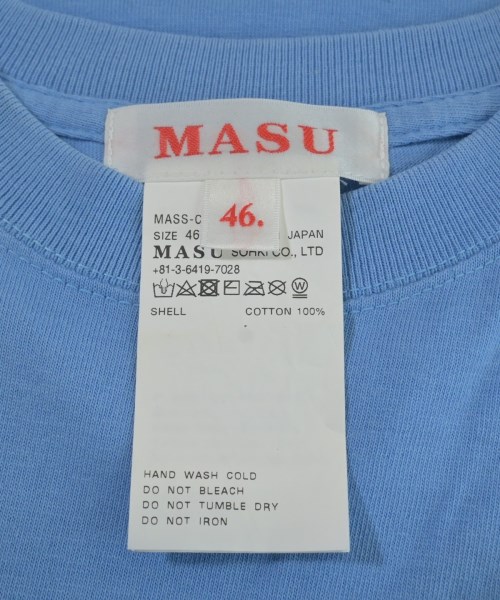 MASU
46.
MASS-C
SIZE 46 JAPAN
MASU SOHKI CO., LTD
+81-3-6419-7028
SHELL COTTON 100%
HAND WASH COLD
DO NOT BLEACH
DO NOT TUMBLE DRY
DO NOT IRON